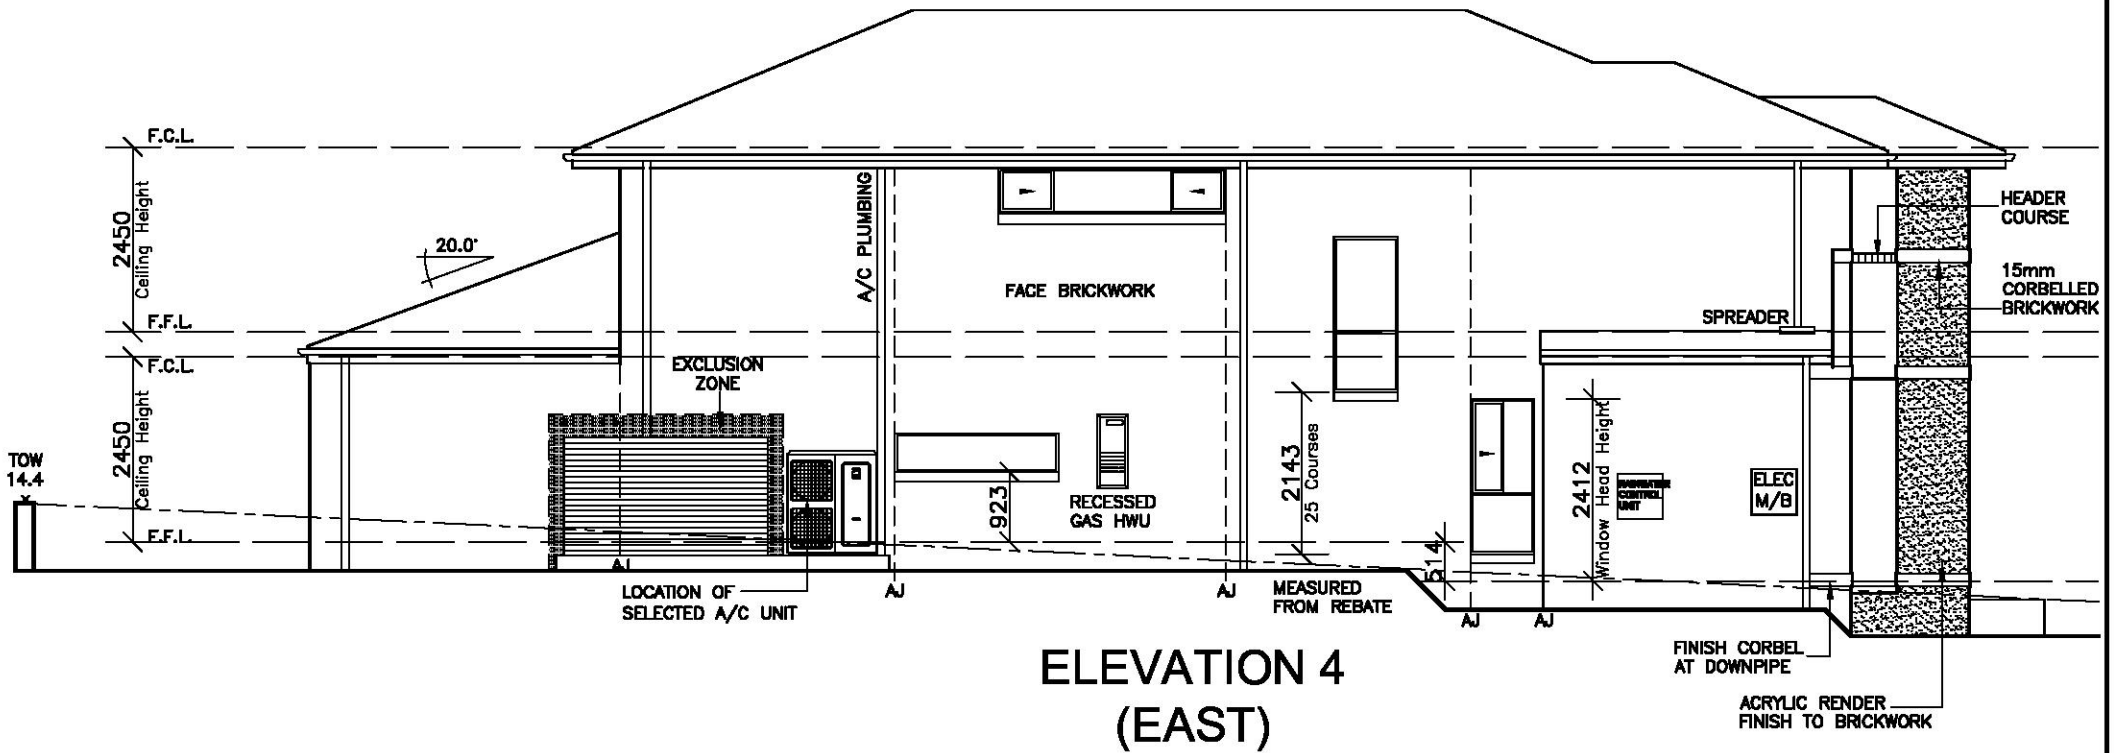 F.C.L.
2450
Ceiling Height
20.0°
F.F.L.
F.C.L.
2450
Ceiling Height
F.F.L.
TOW
14.4
EXCLUSION
ZONE
A/C PLUMBING
FACE BRICKWORK
923
RECESSED
GAS HWU
2143
25 Courses
514
SPREADER
2412
Window Head Height
RAINWATER
CONTROL
UNIT
ELEC
M/B
HEADER
COURSE
15mm
CORBELLED
BRICKWORK
AJ
AJ
AJ
AJ
AJ
LOCATION OF
SELECTED A/C UNIT
MEASURED
FROM REBATE
FINISH CORBEL
AT DOWNPIPE
ACRYLIC RENDER
FINISH TO BRICKWORK
ELEVATION 4
(EAST)